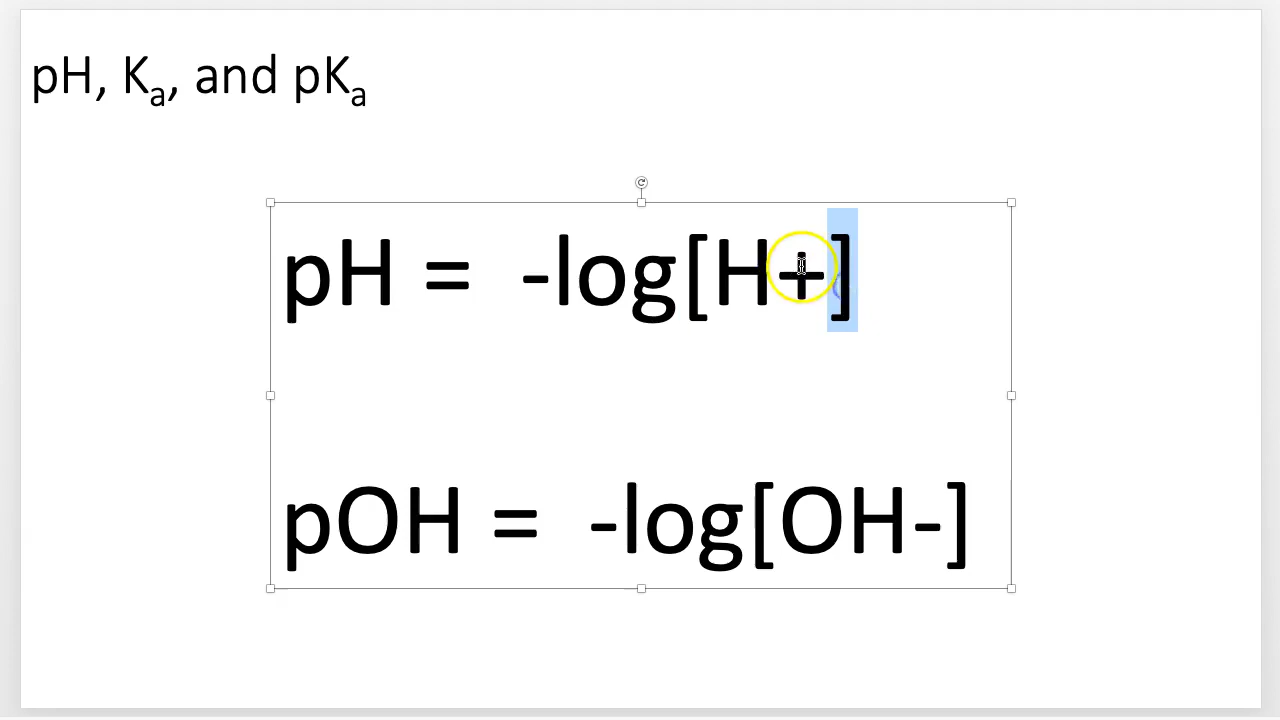 pH, Kₐ, and pKₐ
pH = -log[H+]
pOH = -log[OH-]